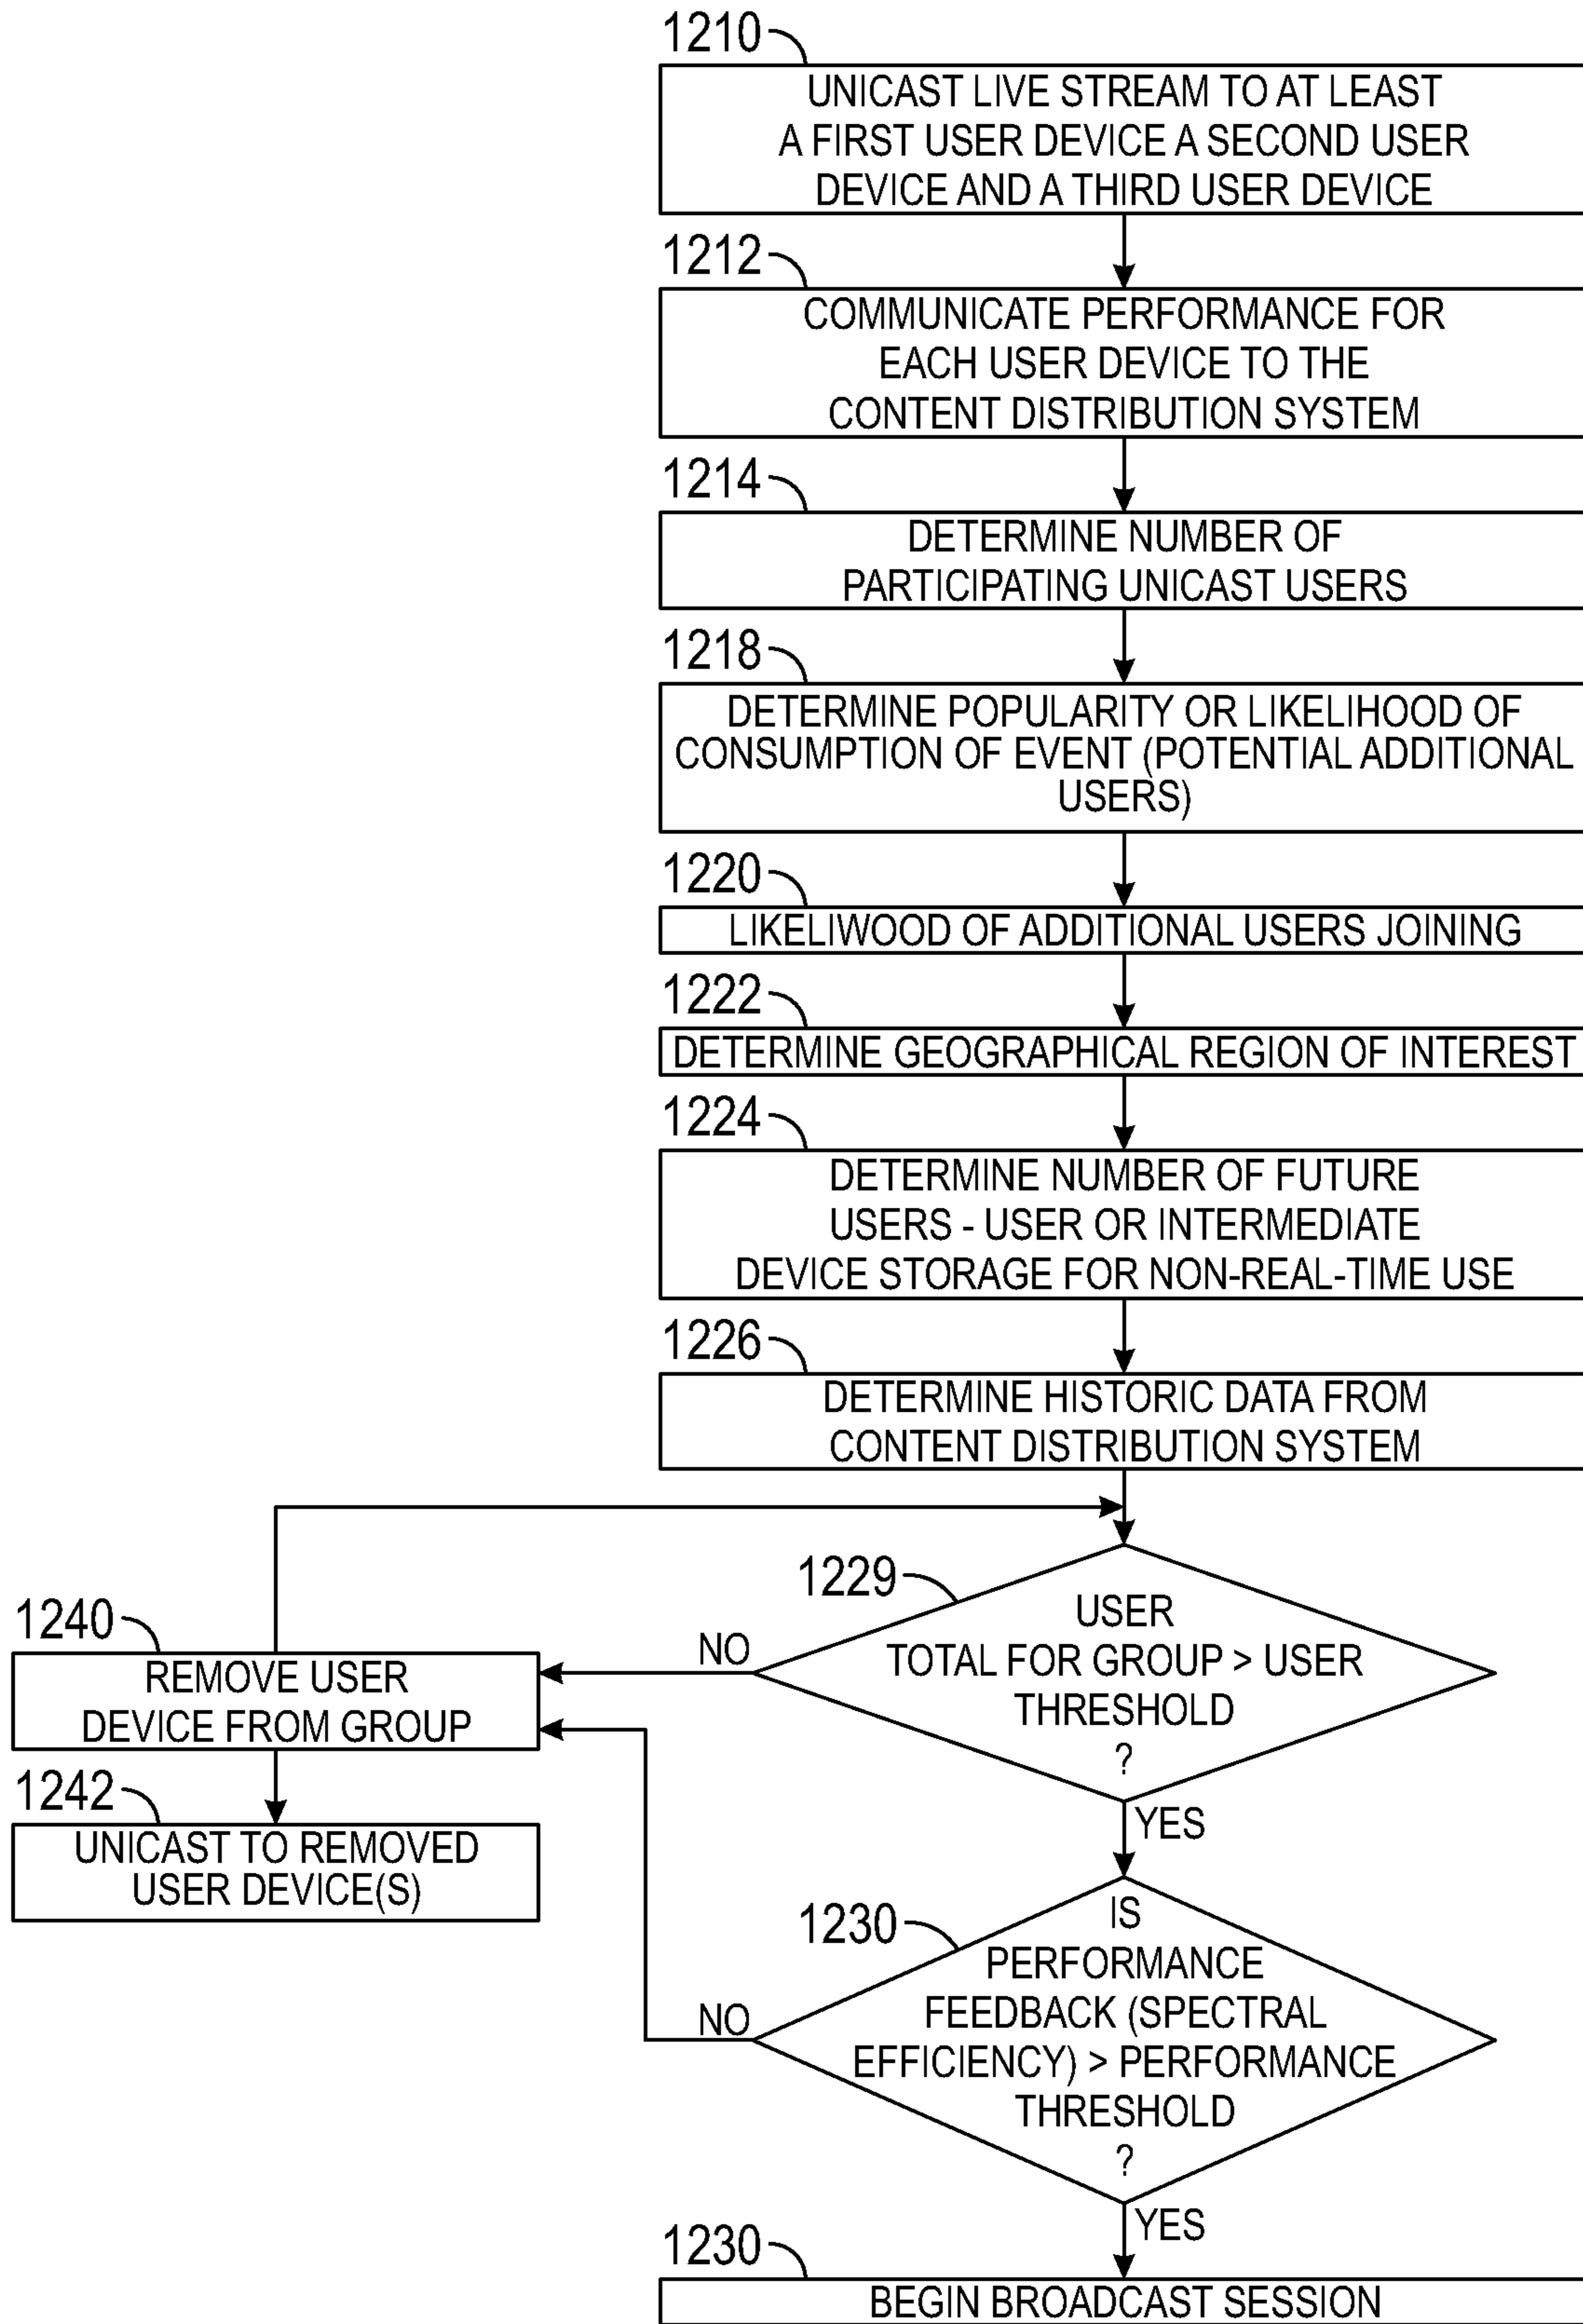 1210
UNICAST LIVE STREAM TO AT LEAST
A FIRST USER DEVICE A SECOND USER
DEVICE AND A THIRD USER DEVICE
1212
COMMUNICATE PERFORMANCE FOR
EACH USER DEVICE TO THE
CONTENT DISTRIBUTION SYSTEM
1214
DETERMINE NUMBER OF
PARTICIPATING UNICAST USERS
1218
DETERMINE POPULARITY OR LIKELIHOOD OF
CONSUMPTION OF EVENT (POTENTIAL ADDITIONAL
USERS)
1220
LIKELIWOOD OF ADDITIONAL USERS JOINING
1222
DETERMINE GEOGRAPHICAL REGION OF INTEREST
1224
DETERMINE NUMBER OF FUTURE
USERS - USER OR INTERMEDIATE
DEVICE STORAGE FOR NON-REAL-TIME USE
1226
DETERMINE HISTORIC DATA FROM
CONTENT DISTRIBUTION SYSTEM
1229
USER
TOTAL FOR GROUP > USER
THRESHOLD
?
NO
YES
1240
REMOVE USER
DEVICE FROM GROUP
1242
UNICAST TO REMOVED
USER DEVICE(S)
1230
IS
PERFORMANCE
FEEDBACK (SPECTRAL
EFFICIENCY) > PERFORMANCE
THRESHOLD
?
NO
YES
1230
BEGIN BROADCAST SESSION